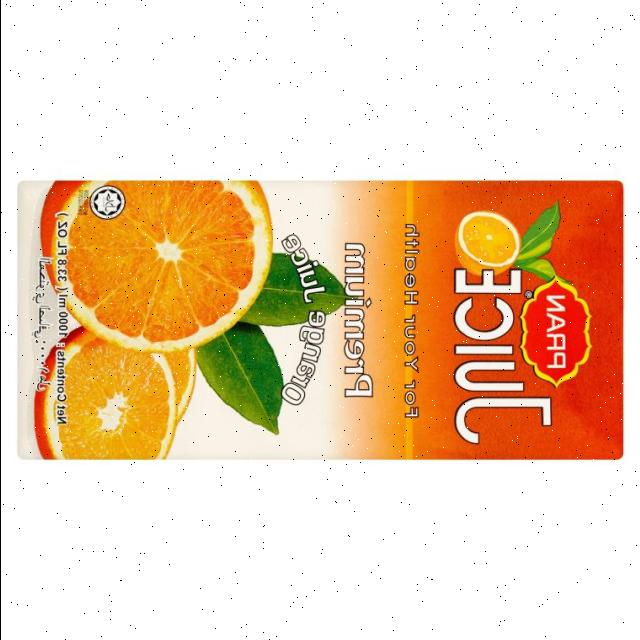 PRAN
JUICE
For Your Health
Premium
Orange Juice
Net Contents: 1000 ml (33.8 FL.OZ)